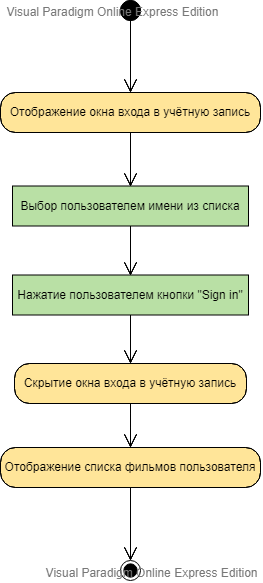 Visual Paradigm Online Express Edition
Отображение окна входа в учётную запись
Выбор пользователем имени из списка
Нажатие пользователем кнопки "Sign in"
Скрытие окна входа в учётную запись
Отображение списка фильмов пользователя
Visual Paradigm Online Express Edition